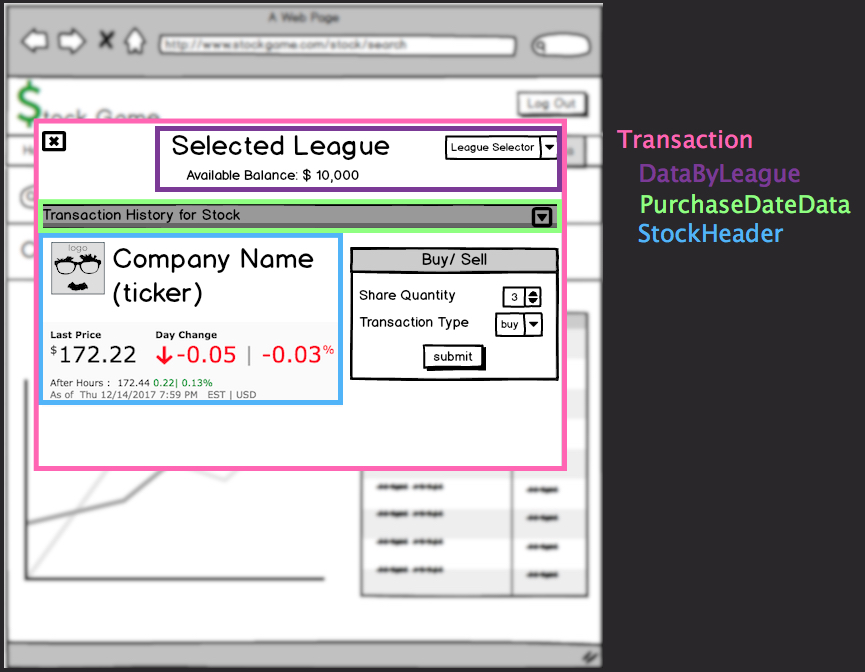 A Web Page
http://www.stockgame.com/stock/search
$tock Game
Log Out
Selected League
League Selector
Available Balance: $ 10,000
Transaction History for Stock
logo
Company Name
(ticker)
Last Price
Day Change
$172.22
-0.05 | -0.03%
After Hours : 172.44 0.22| 0.13%
As of Thu 12/14/2017 7:59 PM EST | USD
Buy/ Sell
Share Quantity
3
Transaction Type
buy
submit
Transaction
DataByLeague
PurchaseDateData
StockHeader